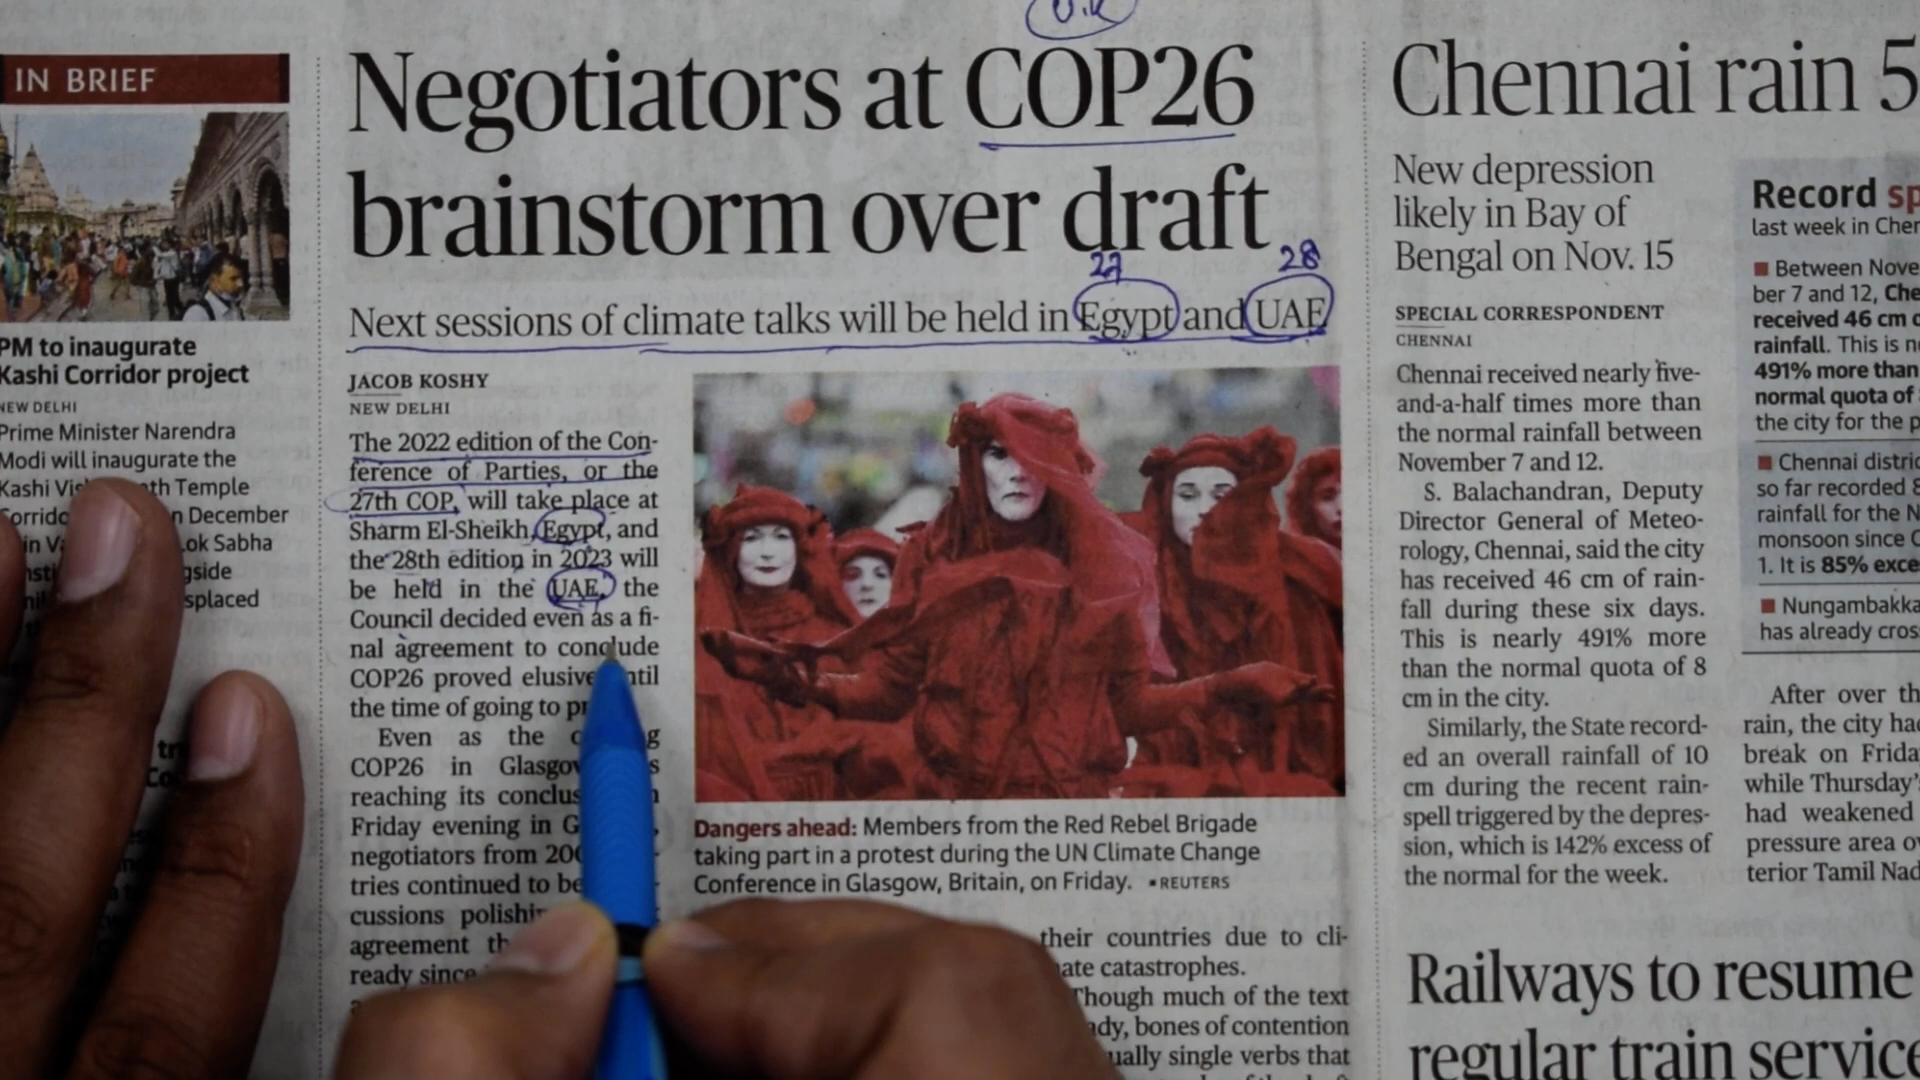 U.K
IN BRIEF
PM to inaugurate
Kashi Corridor project
NEW DELHI
Prime Minister Narendra
Modi will inaugurate the
Kashi
Temple
December
in
Lok Sabha
splaced
Negotiators at COP26
brainstorm over draft
27 28
Next sessions of climate talks will be held in Egypt and UAE
JACOB KOSHY
NEW DELHI
The 2022 edition of the Con-
ference of Parties, or the
27th COP, will take place at
Sharm El-Sheikh, Egypt, and
the 28th edition in 2023 will
be held in the UAE, the
Council decided even as a fi-
nal agreement to conclude
COP26 proved elusive until
the time of going to
Even as the
COP26 in
reaching its
Friday evening in
negotiators from
tries continued to
cussions
agreement
ready since
Dangers ahead: Members from the Red Rebel Brigade
taking part in a protest during the UN Climate Change
Conference in Glasgow, Britain, on Friday. ▪REUTERS
their countries due to cli-
mate catastrophes.
Though much of the text
bones of contention
single verbs that
Chennai rain 5
New depression
likely in Bay of
Bengal on Nov. 15
SPECIAL CORRESPONDENT
CHENNAI
Chennai received nearly five-
and-a-half times more than
the normal rainfall between
November 7 and 12.
S. Balachandran, Deputy
Director General of Meteo-
rology, Chennai, said the city
has received 46 cm of rain-
fall during these six days.
This is nearly 491% more
than the normal quota of 8
cm in the city.
Similarly, the State record-
ed an overall rainfall of 10
cm during the recent rain-
spell triggered by the depres-
sion, which is 142% excess of
the normal for the week.
Record sp
last week in Chen
■ Between Nove
ber 7 and 12, Che
received 46 cm o
rainfall. This is n
491% more than
normal quota of
the city for the p
■ Chennai distric
so far recorded 8
rainfall for the N
monsoon since O
1. It is 85% exce
■ Nungambakka
has already cros
After over th
rain, the city had
break on Frida
while Thursday's
had weakened
pressure area ov
terior Tamil Nad
Railways to resume
regular train service